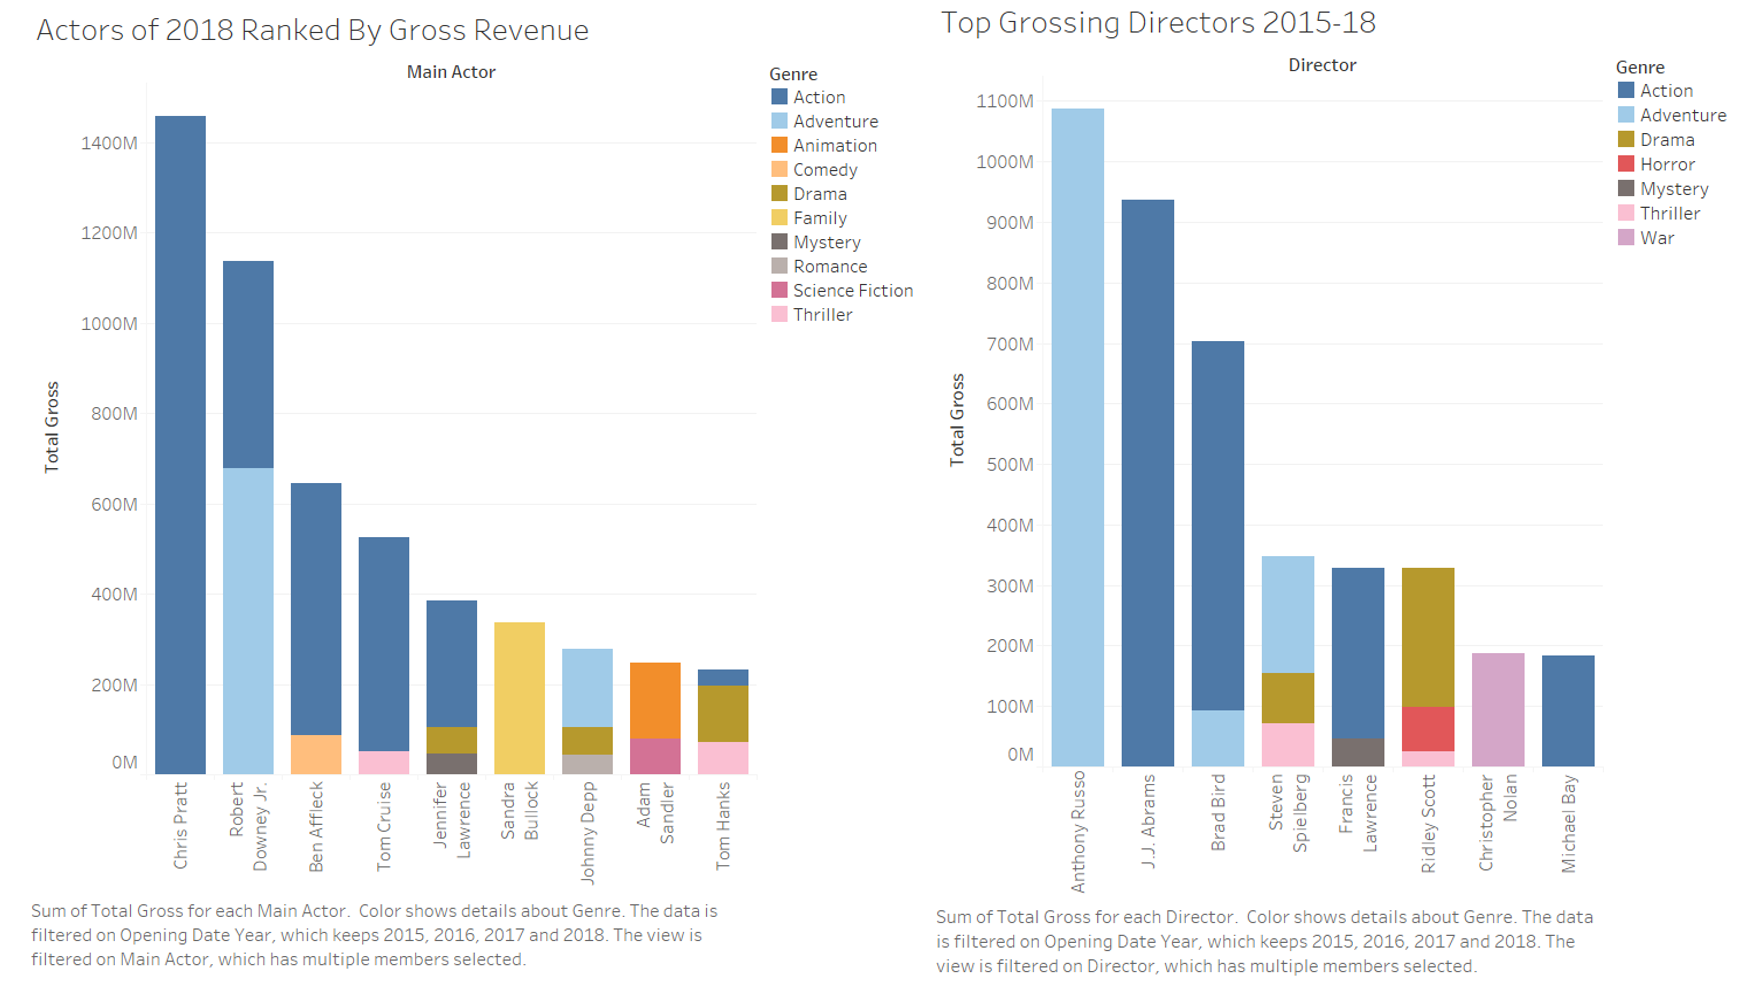 Actors of 2018 Ranked By Gross Revenue
Main Actor
Total Gross
1400M
1200M
1000M
800M
600M
400M
200M
0M
Chris Pratt
Robert
Downey Jr.
Ben Affleck
Tom Cruise
Jennifer
Lawrence
Sandra
Bullock
Johnny Depp
Adam
Sandler
Tom Hanks
Genre
Action
Adventure
Animation
Comedy
Drama
Family
Mystery
Romance
Science Fiction
Thriller
Sum of Total Gross for each Main Actor.  Color shows details about Genre. The data is
filtered on Opening Date Year, which keeps 2015, 2016, 2017 and 2018. The view is
filtered on Main Actor, which has multiple members selected.
Top Grossing Directors 2015-18
Director
Total Gross
1100M
1000M
900M
800M
700M
600M
500M
400M
300M
200M
100M
0M
Anthony Russo
J.J. Abrams
Brad Bird
Steven
Spielberg
Francis
Lawrence
Ridley Scott
Christopher
Nolan
Michael Bay
Genre
Action
Adventure
Drama
Horror
Mystery
Thriller
War
Sum of Total Gross for each Director.  Color shows details about Genre. The data
is filtered on Opening Date Year, which keeps 2015, 2016, 2017 and 2018. The
view is filtered on Director, which has multiple members selected.